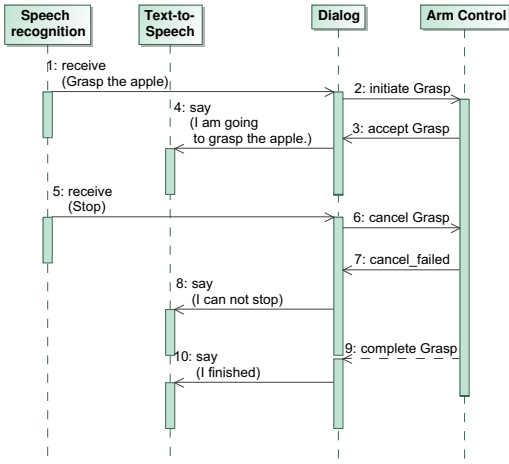 Speech
recognition
Text-to-
Speech
Dialog
Arm Control
1: receive
(Grasp the apple)
2: initiate Grasp
3: accept Grasp
4: say
(I am going
to grasp the apple.)
5: receive
(Stop)
6: cancel Grasp
7: cancel_failed
8: say
(I can not stop)
9: complete Grasp
10: say
(I finished)